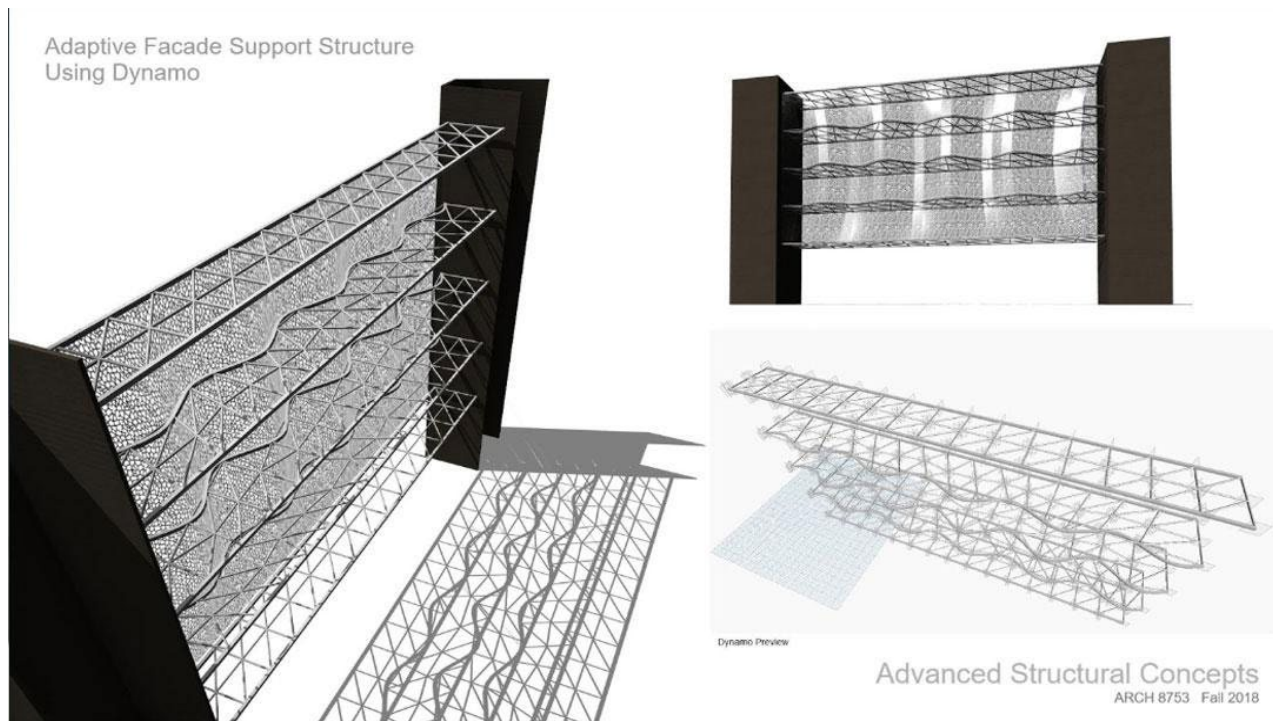 Adaptive Facade Support Structure
Using Dynamo
Dynamo Preview
Advanced Structural Concepts
ARCH 8753 Fall 2018